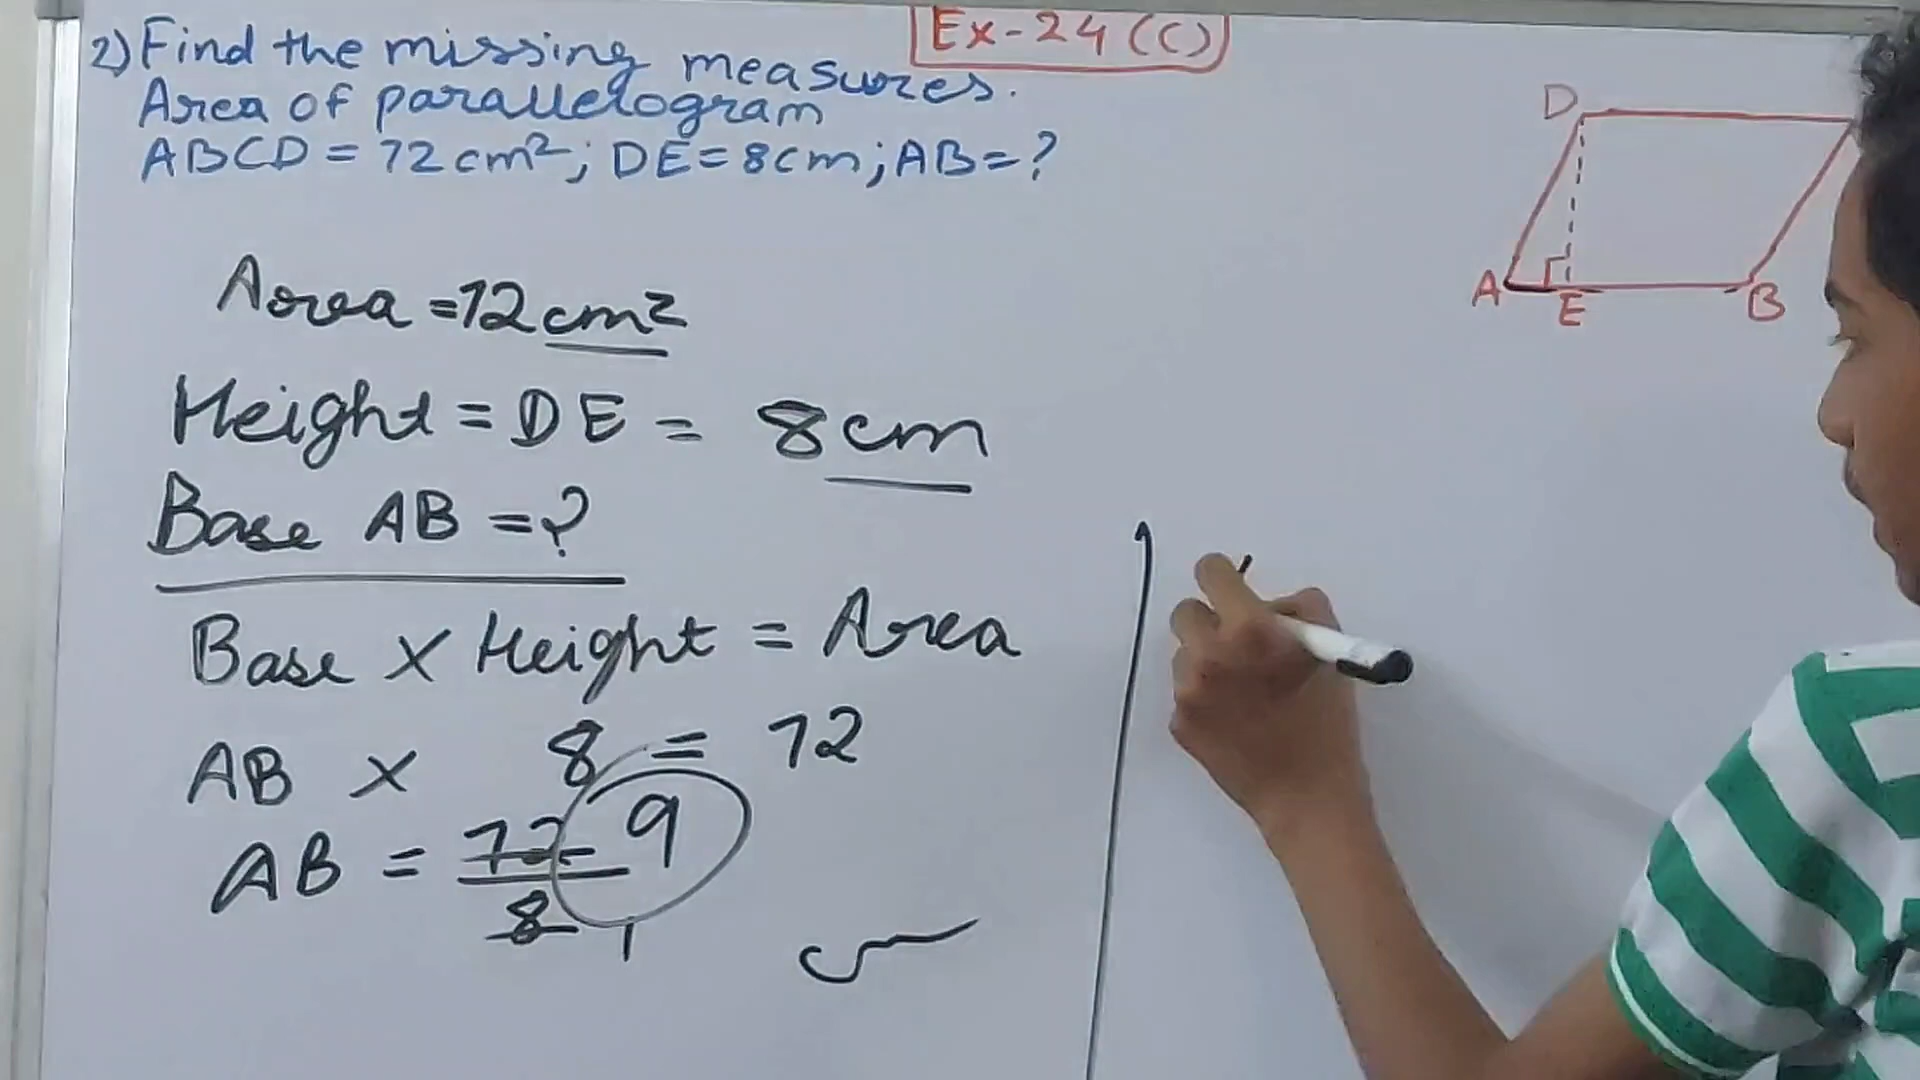 Ex-24 (C)
2) Find the missing measures.
Area of parallelogram
ABCD = 72 cm²; DE = 8 cm; AB = ?
D
A
E
B
Area = 72 cm²
Height = DE = 8 cm
Base AB = ?
Base × Height = Area
AB × 8 = 72
9
AB = 72
8 1